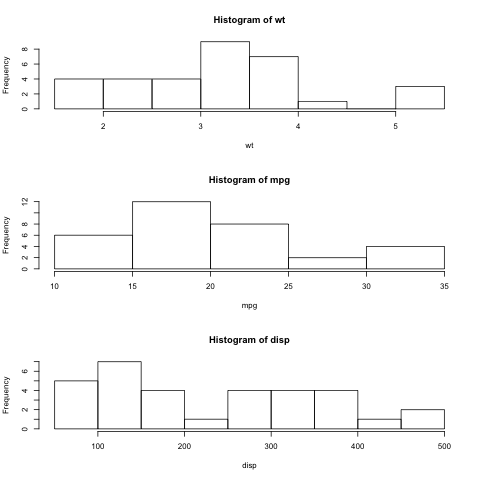 Histogram of wt
Frequency
0 2 4 6 8
2 3 4 5
wt
Histogram of mpg
Frequency
0 2 4 6 8 12
10 15 20 25 30 35
mpg
Histogram of disp
Frequency
0 2 4 6
100 200 300 400 500
disp